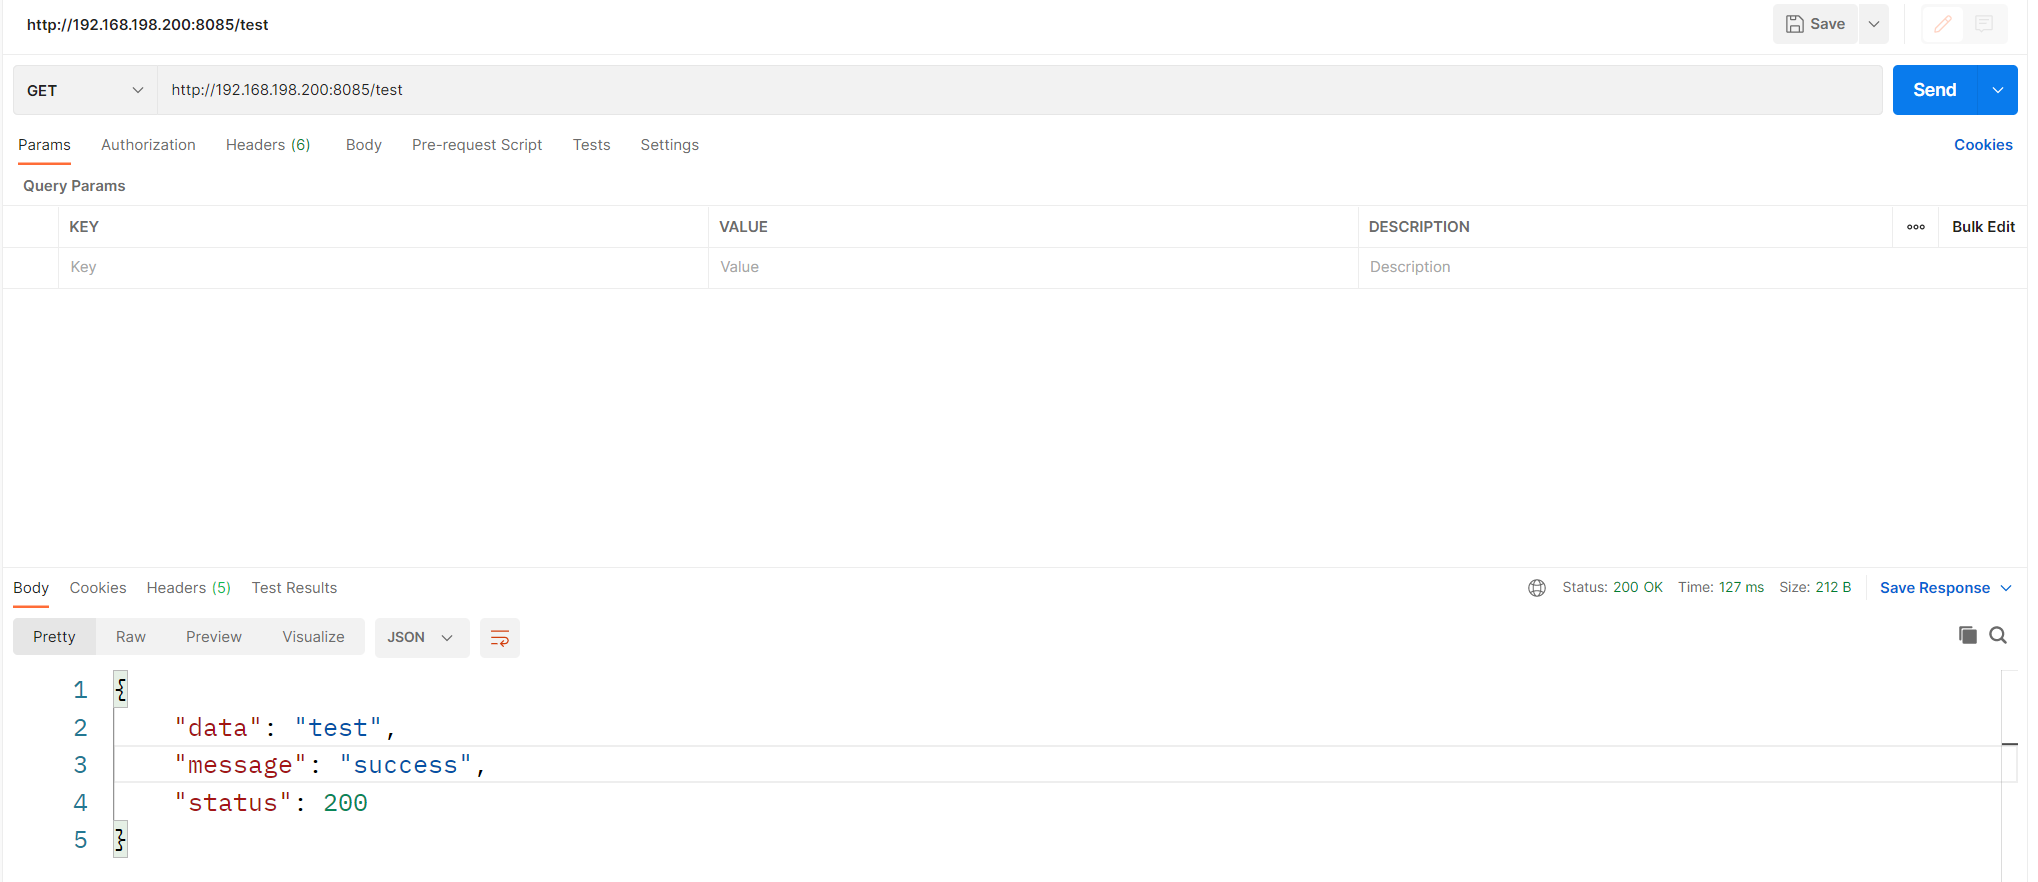 http://192.168.198.200:8085/test Save
GET http://192.168.198.200:8085/test Send
Params Authorization Headers (6) Body Pre-request Script Tests Settings Cookies
Query Params
KEY VALUE DESCRIPTION Bulk Edit
Key Value Description
Body Cookies Headers (5) Test Results Status: 200 OK Time: 127 ms Size: 212 B Save Response
Pretty Raw Preview Visualize JSON
1 {
2 "data": "test",
3 "message": "success",
4 "status": 200
5 }